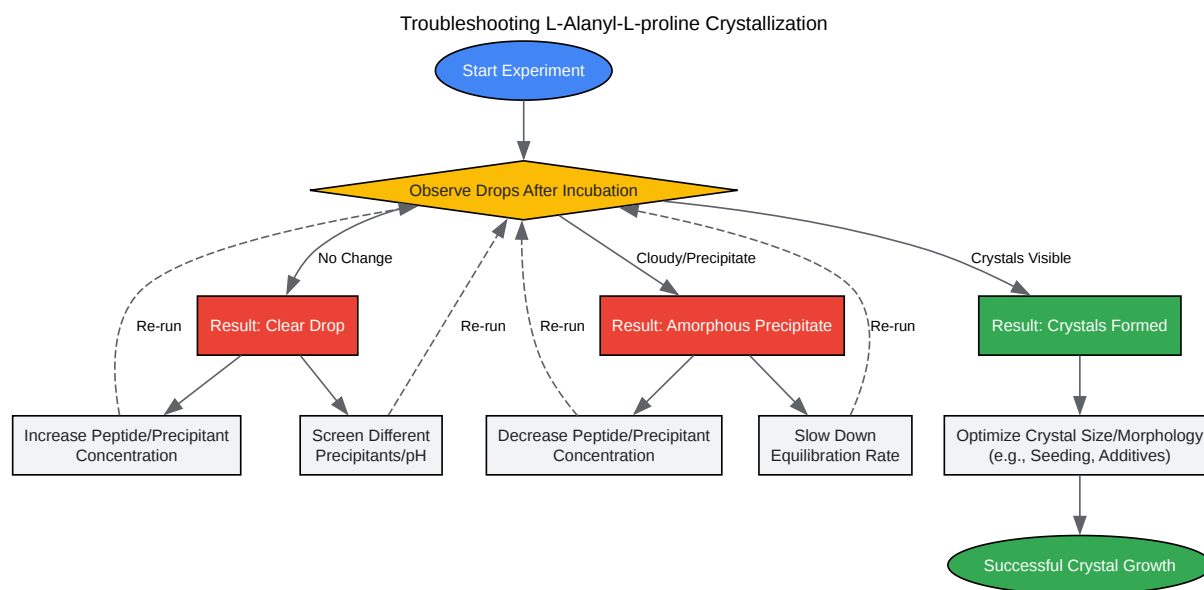 Troubleshooting L-Alanyl-L-proline Crystallization
Start Experiment
Observe Drops After Incubation
No Change
Cloudy/Precipitate
Crystals Visible
Result: Clear Drop
Result: Amorphous Precipitate
Result: Crystals Formed
Re-run
Re-run
Re-run
Re-run
Increase Peptide/Precipitant
Concentration
Screen Different
Precipitants/pH
Decrease Peptide/Precipitant
Concentration
Slow Down
Equilibration Rate
Optimize Crystal Size/Morphology
(e.g., Seeding, Additives)
Successful Crystal Growth